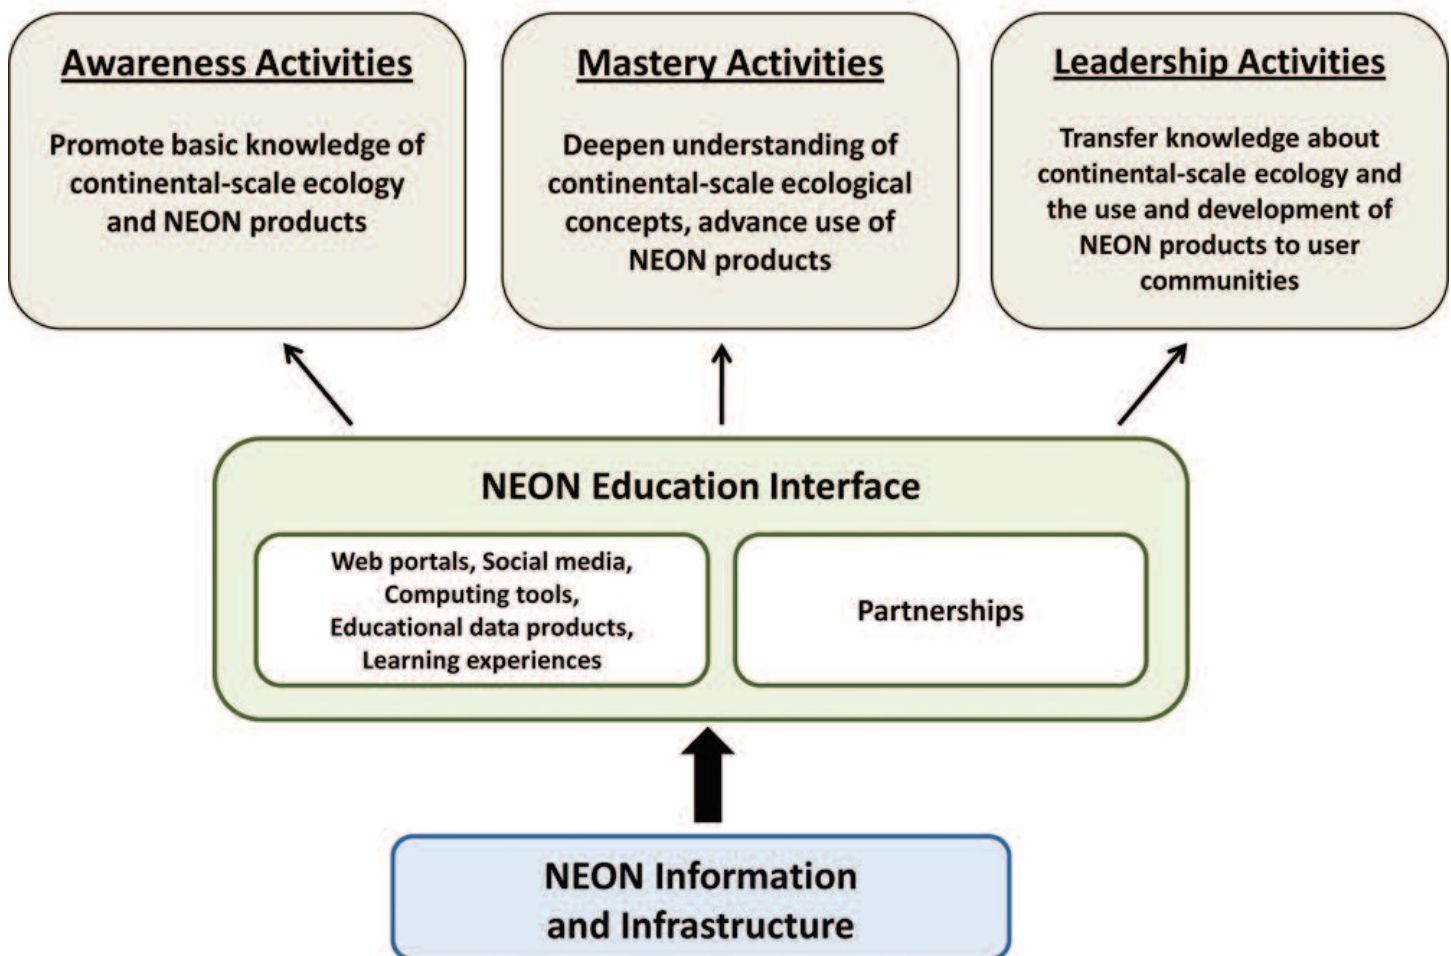 Awareness Activities
Promote basic knowledge of
continental-scale ecology
and NEON products
Mastery Activities
Deepen understanding of
continental-scale ecological
concepts, advance use of
NEON products
Leadership Activities
Transfer knowledge about
continental-scale ecology and
the use and development of
NEON products to user
communities
NEON Education Interface
Web portals, Social media,
Computing tools,
Educational data products,
Learning experiences
Partnerships
NEON Information
and Infrastructure